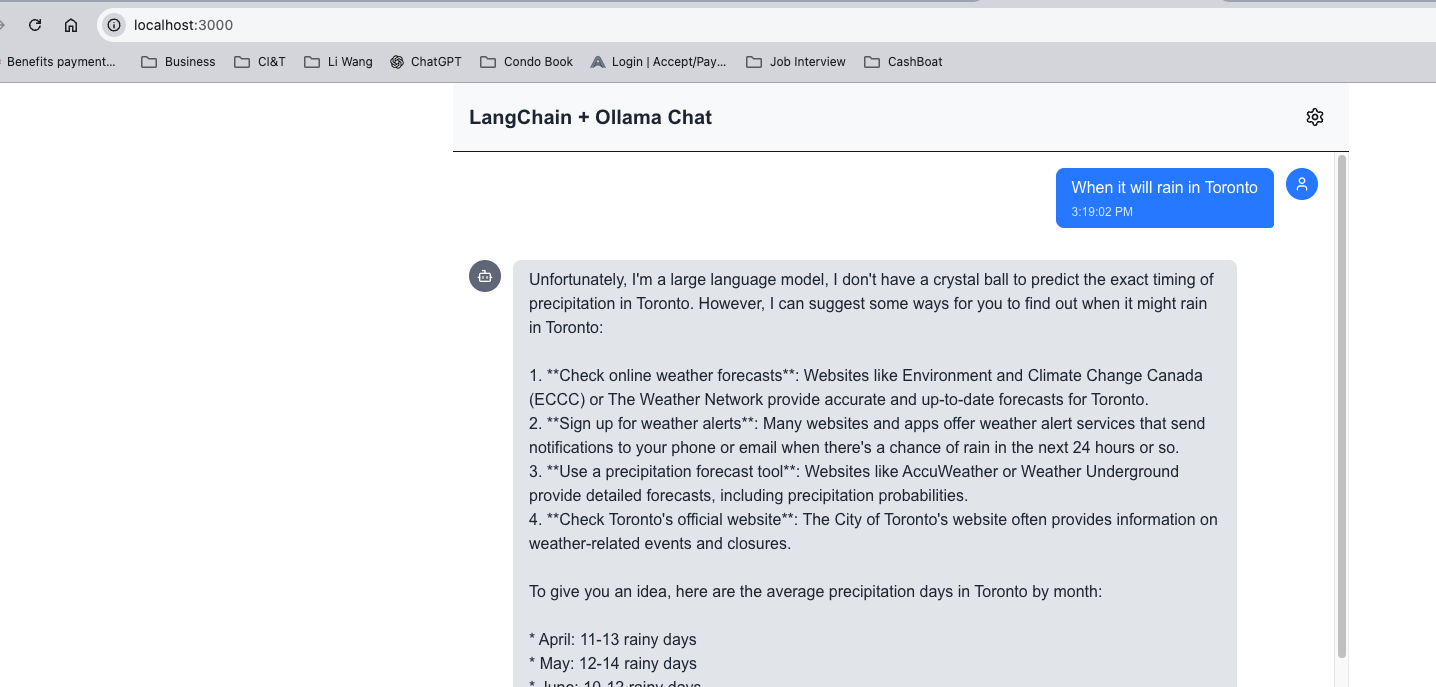 localhost:3000
Benefits payment...
Business
CI&T
Li Wang
ChatGPT
Condo Book
Login | Accept/Pay...
Job Interview
CashBoat
LangChain + Ollama Chat
When it will rain in Toronto
3:19:02 PM
Unfortunately, I'm a large language model, I don't have a crystal ball to predict the exact timing of
precipitation in Toronto. However, I can suggest some ways for you to find out when it might rain
in Toronto:
1. **Check online weather forecasts**: Websites like Environment and Climate Change Canada
(ECCC) or The Weather Network provide accurate and up-to-date forecasts for Toronto.
2. **Sign up for weather alerts**: Many websites and apps offer weather alert services that send
notifications to your phone or email when there's a chance of rain in the next 24 hours or so.
3. **Use a precipitation forecast tool**: Websites like AccuWeather or Weather Underground
provide detailed forecasts, including precipitation probabilities.
4. **Check Toronto's official website**: The City of Toronto's website often provides information on
weather-related events and closures.
To give you an idea, here are the average precipitation days in Toronto by month:
* April: 11-13 rainy days
* May: 12-14 rainy days
* June: 10-12 rainy days